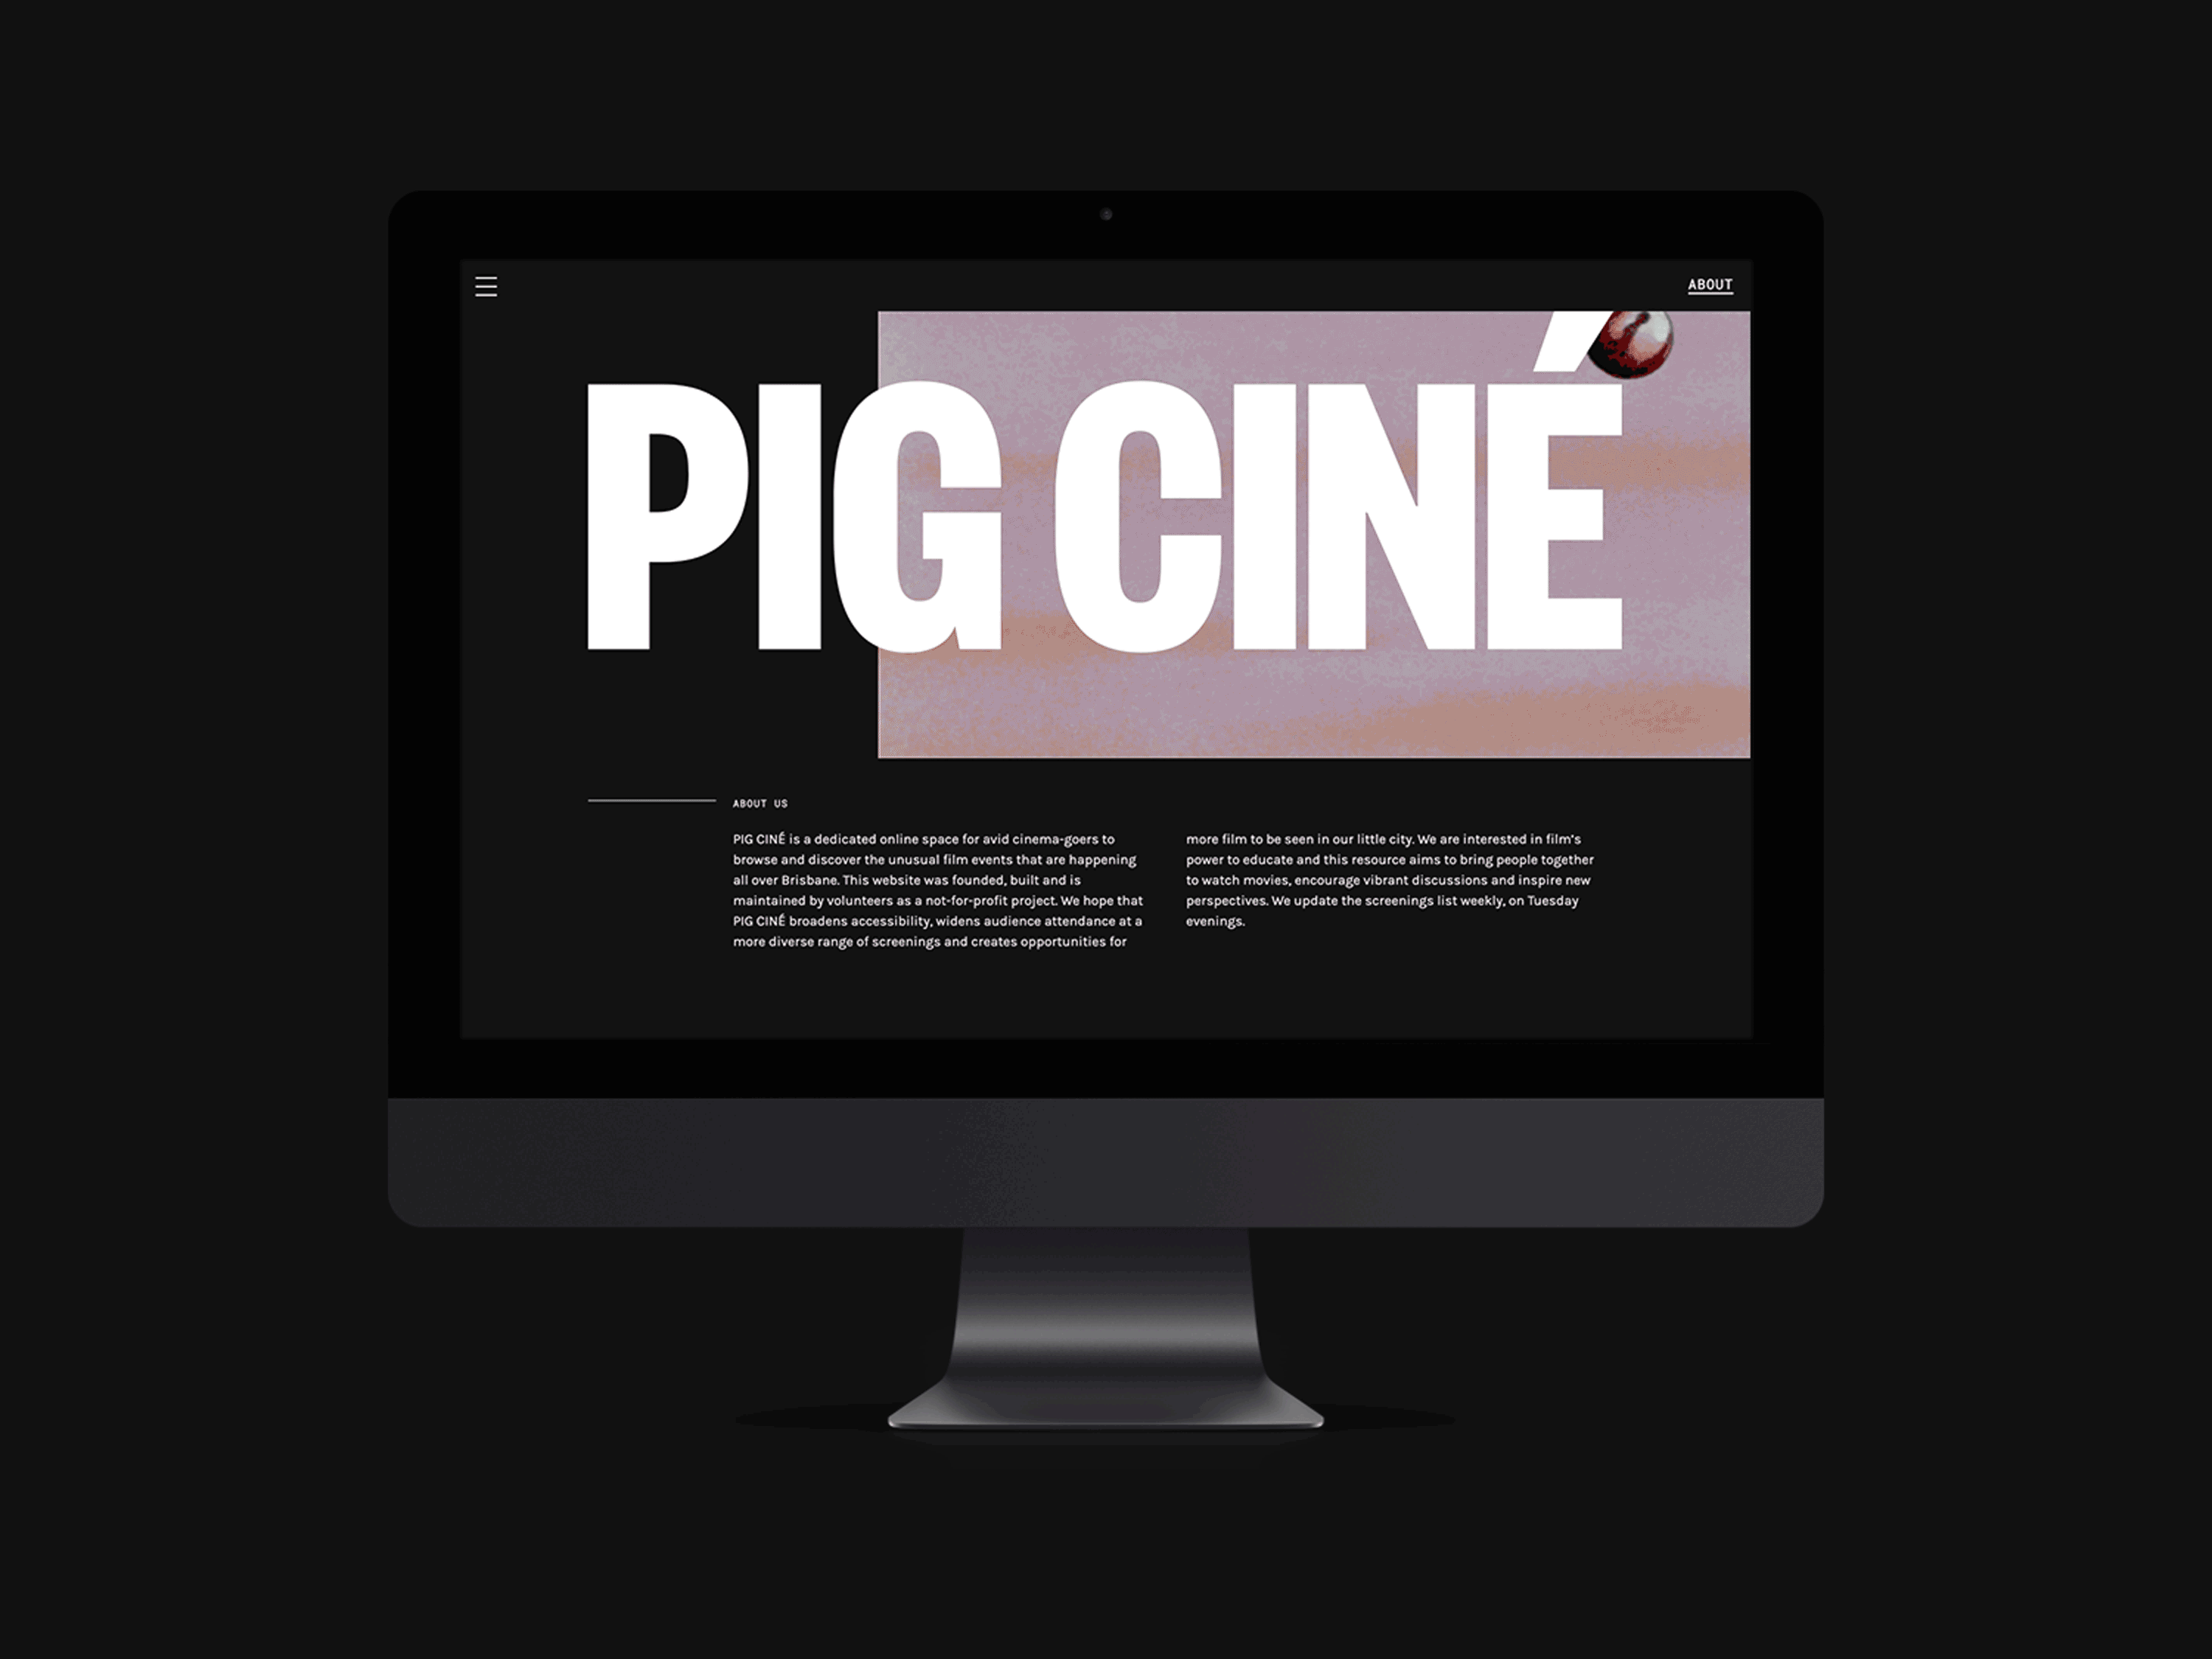 ABOUT
PIG CINÉ
ABOUT US
PIG CINÉ is a dedicated online space for avid cinema-goers to
browse and discover the unusual film events that are happening
all over Brisbane. This website was founded, built and is
maintained by volunteers as a not-for-profit project. We hope that
PIG CINÉ broadens accessibility, widens audience attendance at a
more diverse range of screenings and creates opportunities for
more film to be seen in our little city. We are interested in film's
power to educate and this resource aims to bring people together
to watch movies, encourage vibrant discussions and inspire new
perspectives. We update the screenings list weekly, on Tuesday
evenings.